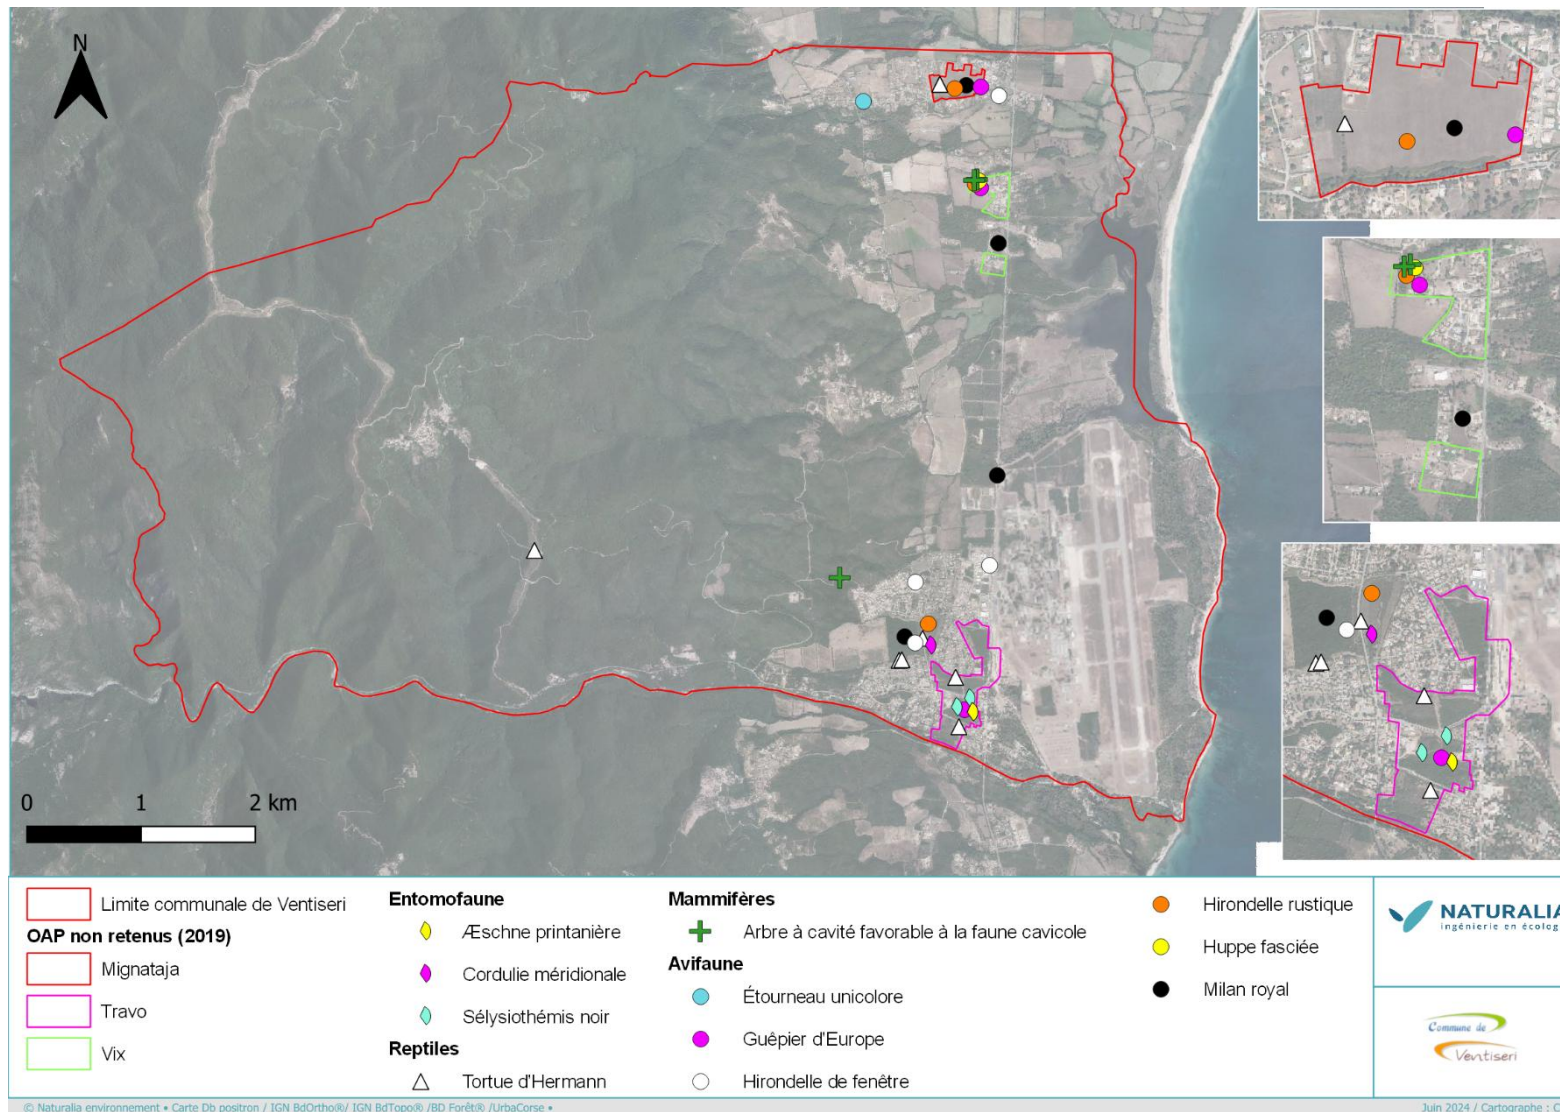 N
0 1 2 km
Limite communale de Ventiseri
OAP non retenus (2019)
Mignataja
Travo
Vix
Entomofaune
Æschne printanière
Cordulie méridionale
Sélysiothémis noir
Reptiles
Tortue d'Hermann
Mammifères
Arbre à cavité favorable à la faune cavicole
Avifaune
Étourneau unicolore
Guêpier d'Europe
Hirondelle de fenêtre
Hirondelle rustique
Huppe fasciée
Milan royal
NATURALIA
ingénierie en écolog
Commune de
Ventiseri
© Naturalia environnement • Carte Db positron / IGN BdOrtho®/ IGN BdTopo® /BD Forêt® /UrbaCorse •
Juin 2024 / Cartographe : C